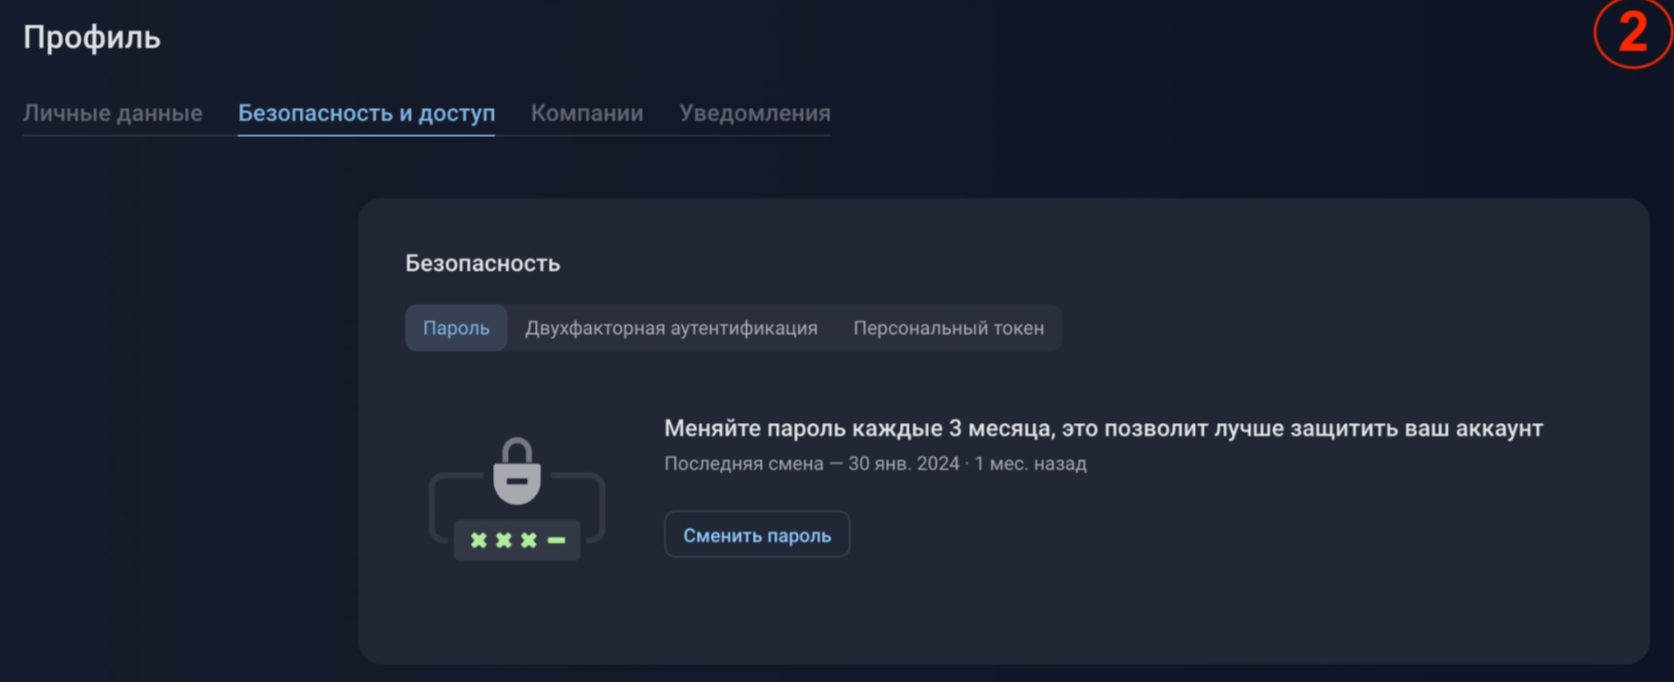 Профиль
2
Личные данные Безопасность и доступ Компании Уведомления
Безопасность
Пароль Двухфакторная аутентификация Персональный токен
Меняйте пароль каждые 3 месяца, это позволит лучше защитить ваш аккаунт
Последняя смена — 30 янв. 2024 · 1 мес. назад
Сменить пароль